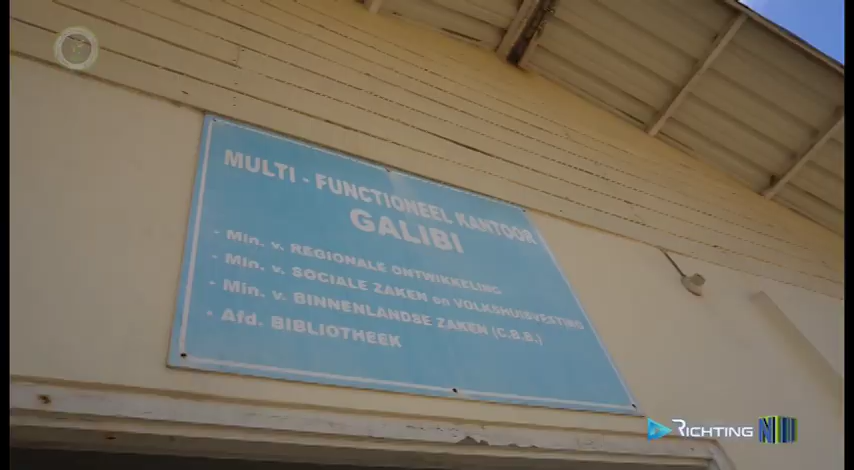 MULTI - FUNCTIONEEL KANTOOR
GALIBI
- Min. v. REGIONALE ONTWIKKELING
- Min. v. SOCIALE ZAKEN en VOLKSHUISVESTING
- Min. v. BINNENLANDSE ZAKEN (C.B.B.)
- Afd. BIBLIOTHEEK
RICHTING